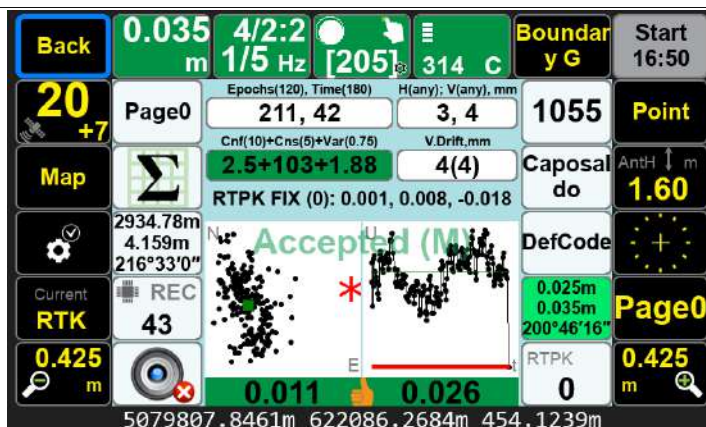 Back
0.035
m
4/2:2
1/5 Hz
[205]
314 C
Boundar
y G
Start
16:50
20
+7
Page0
Epochs(120), Time(180)
211, 42
H(any); V(any), mm
3, 4
1055
Point
Map
Σ
Cnf(10)+Cns(5)+Var(0.75)
2.5+103+1.88
V.Drift,mm
4(4)
RTPK FIX (0): 0.001, 0.008, -0.018
Caposal
do
AntH m
1.60
2934.78m
4.159m
216°33'0"
N
Accepted (M)
U
DefCode
Current
RTK
REC
43
*
0.025m
0.035m
200°46'16"
Page0
0.425
m
E
t
0.011
0.026
RTPK
0
0.425
m
5079807.8461m 622086.2684m 454.1239m